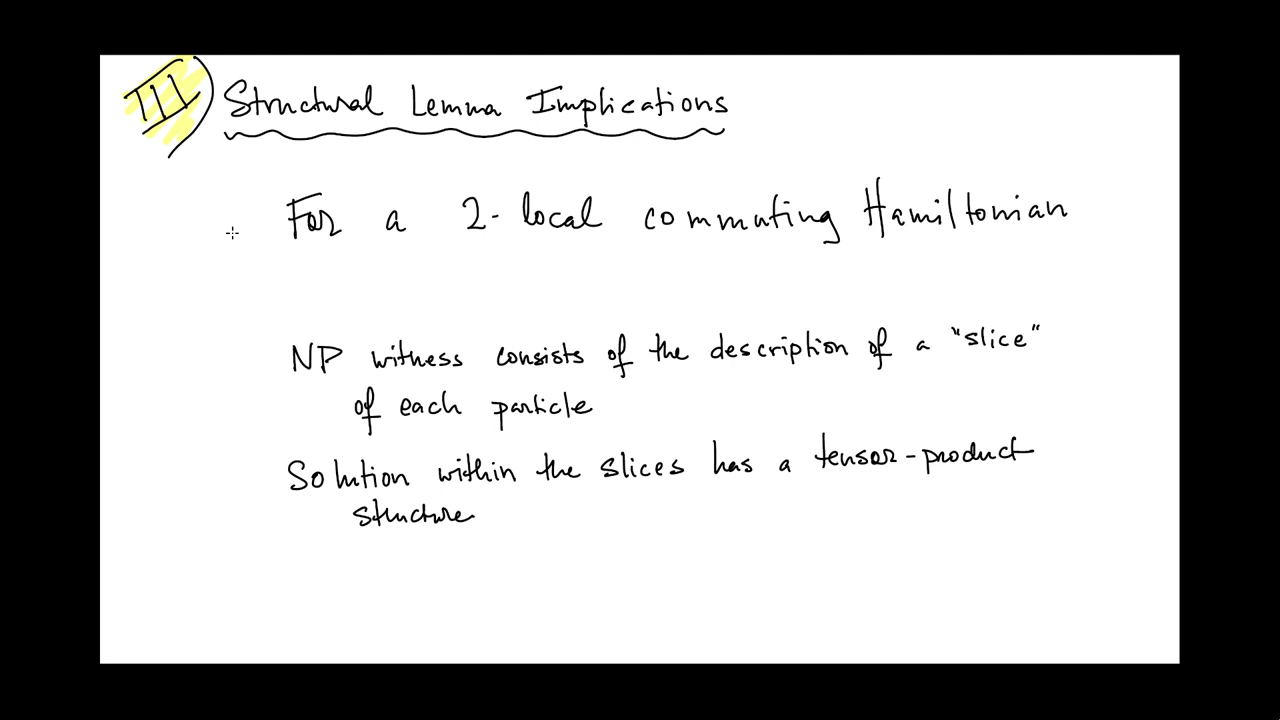 III) Structural Lemma Implications
For a 2-local commuting Hamiltonian
NP witness consists of the description of a "slice"
of each particle
Solution within the slices has a tensor-product
structure